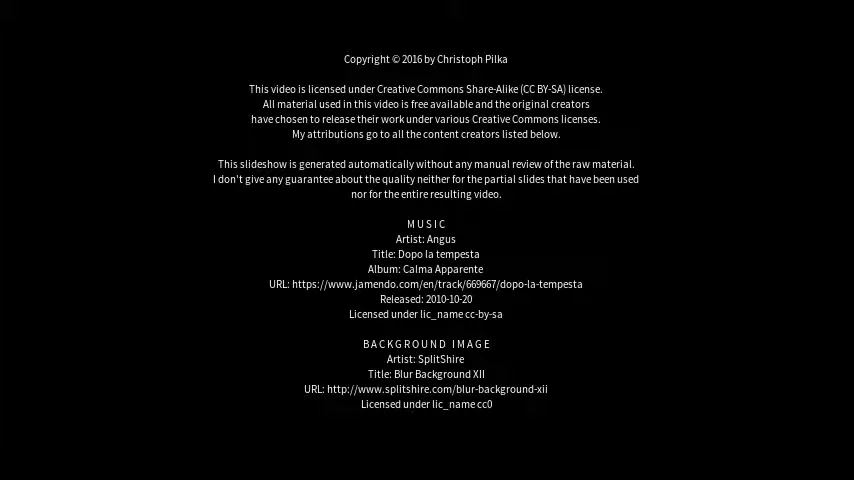 Copyright © 2016 by Christoph Pilka
This video is licensed under Creative Commons Share-Alike (CC BY-SA) license.
All material used in this video is free available and the original creators
have chosen to release their work under various Creative Commons licenses.
My attributions go to all the content creators listed below.
This slideshow is generated automatically without any manual review of the raw material.
I don't give any guarantee about the quality neither for the partial slides that have been used
nor for the entire resulting video.
MUSIC
Artist: Angus
Title: Dopo la tempesta
Album: Calma Apparente
URL: https://www.jamendo.com/en/track/669667/dopo-la-tempesta
Released: 2010-10-20
Licensed under lic_name cc-by-sa
BACKGROUND IMAGE
Artist: SplitShire
Title: Blur Background XII
URL: http://www.splitshire.com/blur-background-xii
Licensed under lic_name cc0